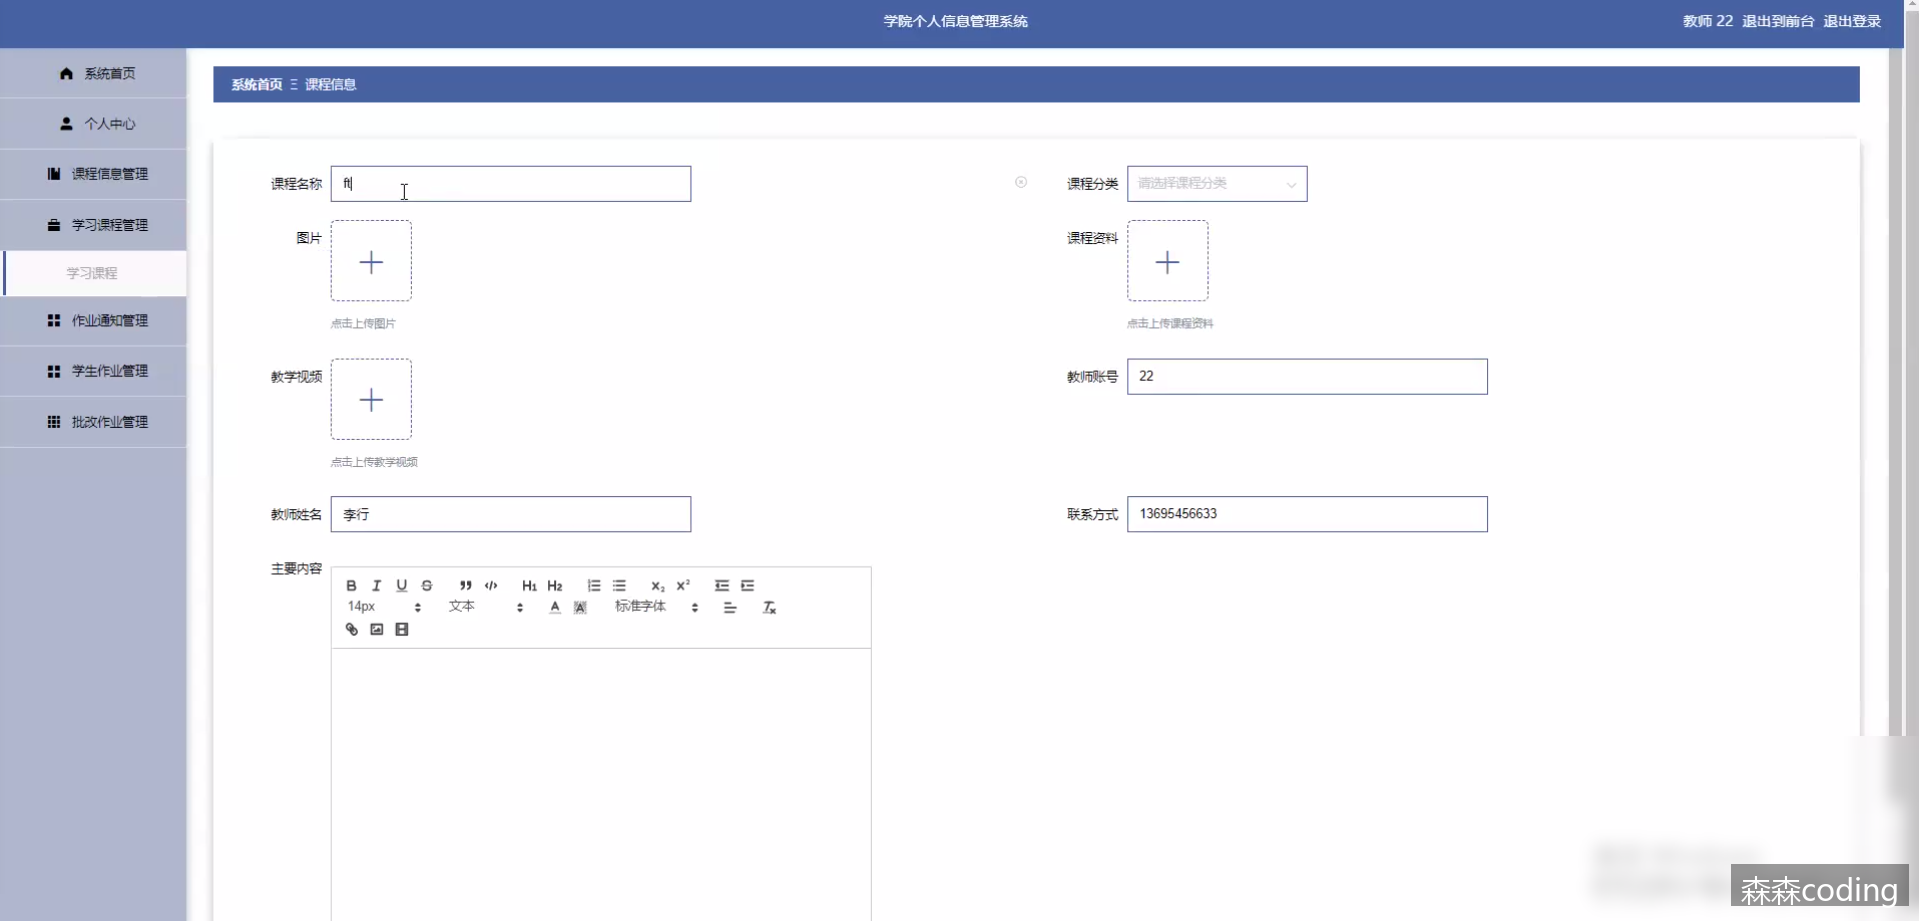 学院个人信息管理系统
教师 22 退出到前台 退出登录
系统首页
个人中心
课程信息管理
学习课程管理
学习课程
作业通知管理
学生作业管理
批改作业管理
系统首页 Ξ 课程信息
课程名称 ft
课程分类 请选择课程分类
图片
点击上传图片
课程资料
点击上传课程资料
教学视频
点击上传教学视频
教师账号 22
教师姓名 李行
联系方式 13695456633
主要内容
B I U S ” </> H1 H2 X2 X2
14px 文本 A A 标准字体 Tx
森森coding